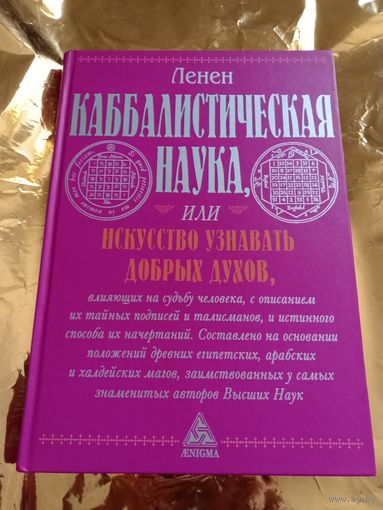 Ленен
КАББАЛИСТИЧЕСКАЯ
НАУКА,
ИЛИ
ИСКУССТВО УЗНАВАТЬ
ДОБРЫХ ДУХОВ,
влияющих на судьбу человека, с описанием
их тайных подписей и талисманов, и истинного
способа их начертаний. Составлено на основании
положений древних египетских, арабских
и халдейских магов, заимствованных у самых
знаменитых авторов Высших Наук
ÆNIGMA